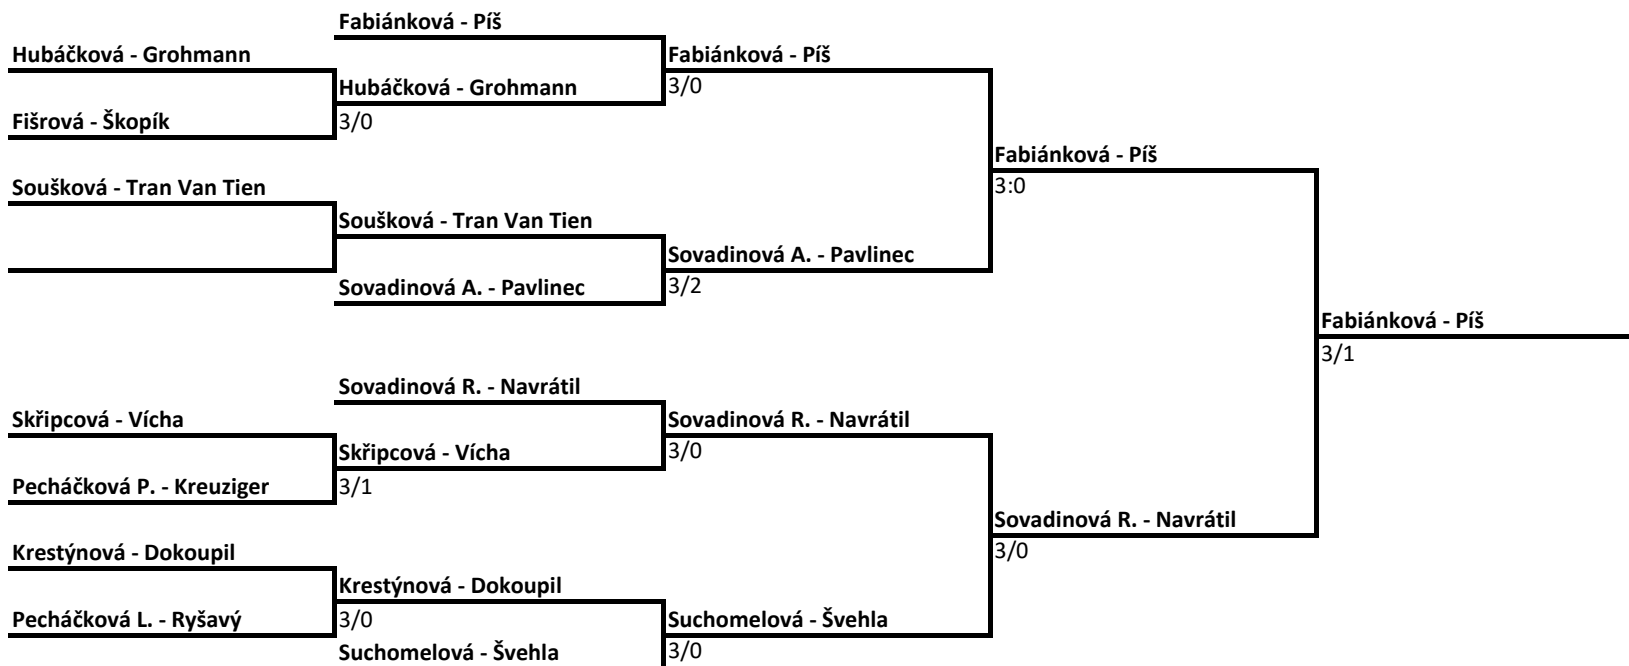 Fabiánková - Píš
Hubáčková - Grohmann
Fabiánková - Píš
Hubáčková - Grohmann
3/0
Fišrová - Škopík
3/0
Fabiánková - Píš
Soušková - Tran Van Tien
3:0
Soušková - Tran Van Tien
Sovadinová A. - Pavlinec
Sovadinová A. - Pavlinec
3/2
Fabiánková - Píš
3/1
Sovadinová R. - Navrátil
Skřipcová - Vícha
Sovadinová R. - Navrátil
Skřipcová - Vícha
3/0
Pecháčková P. - Kreuziger
3/1
Sovadinová R. - Navrátil
Krestýnová - Dokoupil
3/0
Krestýnová - Dokoupil
Pecháčková L. - Ryšavý
3/0
Suchomelová - Švehla
Suchomelová - Švehla
3/0